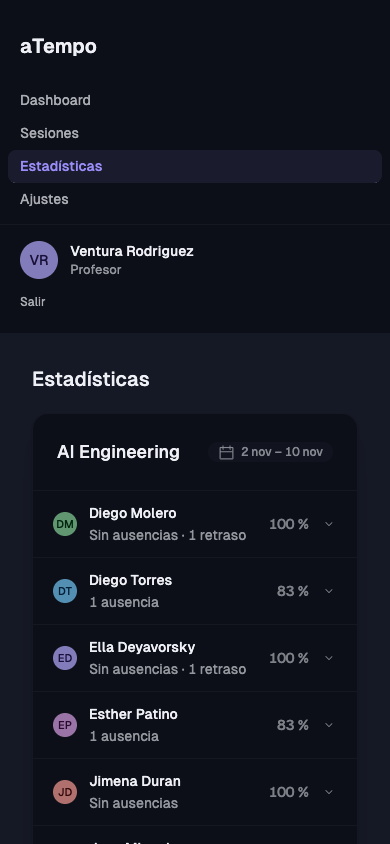 aTempo
Dashboard
Sesiones
Estadísticas
Ajustes
VR
Ventura Rodriguez
Profesor
Salir
Estadísticas
AI Engineering
2 nov – 10 nov
DM
Diego Molero
Sin ausencias · 1 retraso
100 %
DT
Diego Torres
1 ausencia
83 %
ED
Ella Deyavorsky
Sin ausencias · 1 retraso
100 %
EP
Esther Patino
1 ausencia
83 %
JD
Jimena Duran
Sin ausencias
100 %